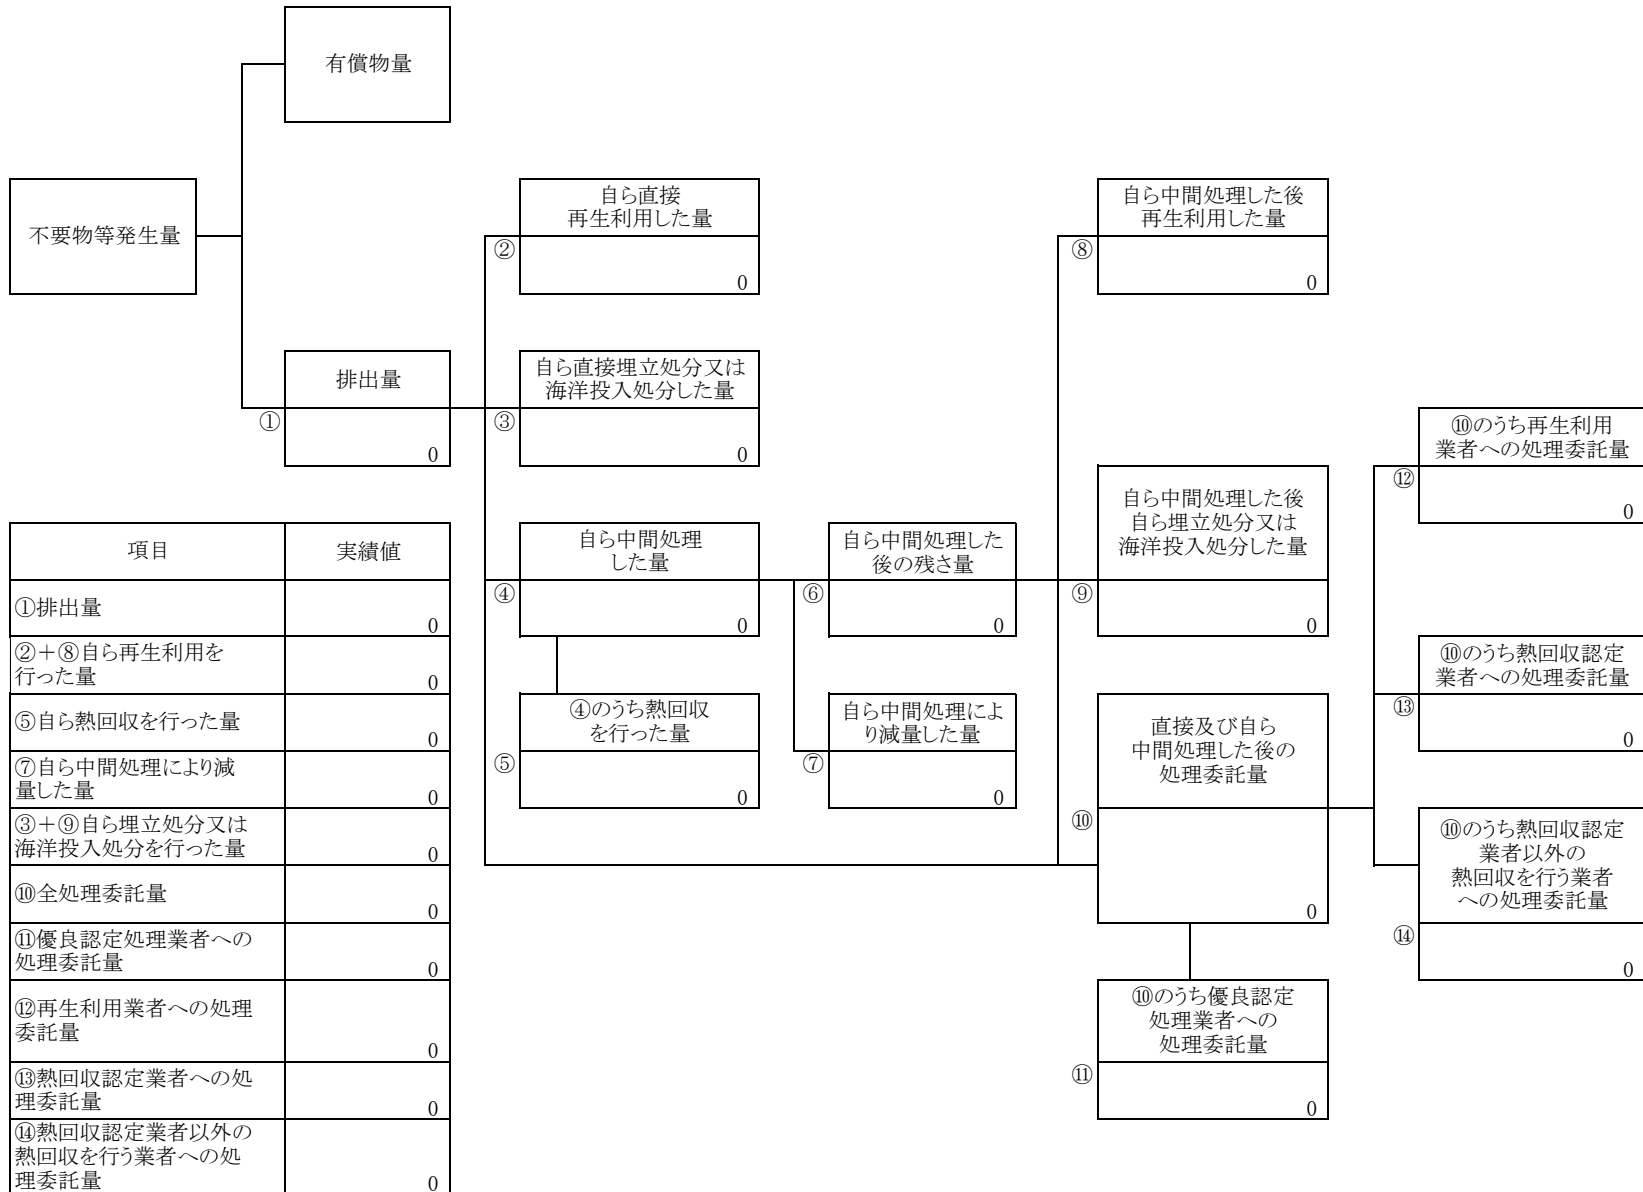 有償物量
不要物等発生量
自ら直接
再生利用した量
②
0
自ら中間処理した後
再生利用した量
⑧
0
排出量
①
0
自ら直接埋立処分又は
海洋投入処分した量
③
0
⑩のうち再生利用
業者への処理委託量
⑫
0
自ら中間処理
した量
④
0
自ら中間処理した
後の残さ量
⑥
0
自ら中間処理した後
自ら埋立処分又は
海洋投入処分した量
⑨
0
⑩のうち熱回収認定
業者への処理委託量
⑬
0
④のうち熱回収
を行った量
⑤
0
自ら中間処理によ
り減量した量
⑦
0
直接及び自ら
中間処理した後の
処理委託量
⑩
0
⑩のうち熱回収認定
業者以外の
熱回収を行う業者
への処理委託量
⑭
0
⑩のうち優良認定
処理業者への
処理委託量
⑪
0
項目 実績値
①排出量
0
②+⑧自ら再生利用を
行った量
0
⑤自ら熱回収を行った量
0
⑦自ら中間処理により減
量した量
0
③+⑨自ら埋立処分又は
海洋投入処分を行った量
0
⑩全処理委託量
0
⑪優良認定処理業者への
処理委託量
0
⑫再生利用業者への処理
委託量
0
⑬熱回収認定業者への処
理委託量
0
⑭熱回収認定業者以外の
熱回収を行う業者への処
理委託量
0